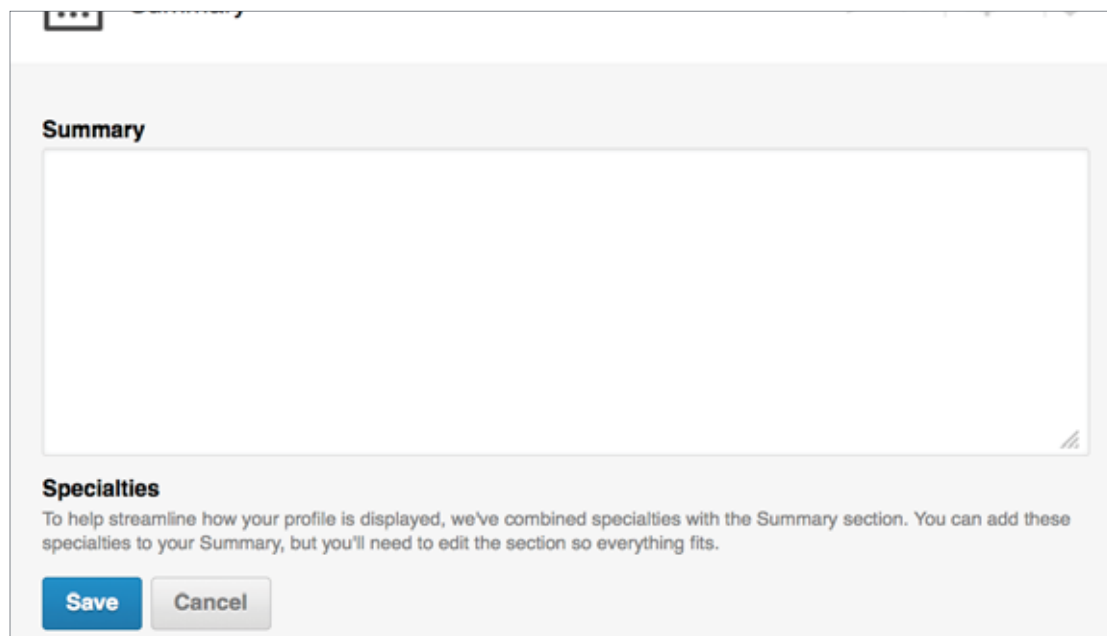 Summary
Summary
Specialties
To help streamline how your profile is displayed, we've combined specialties with the Summary section. You can add these
specialties to your Summary, but you'll need to edit the section so everything fits.
Save
Cancel